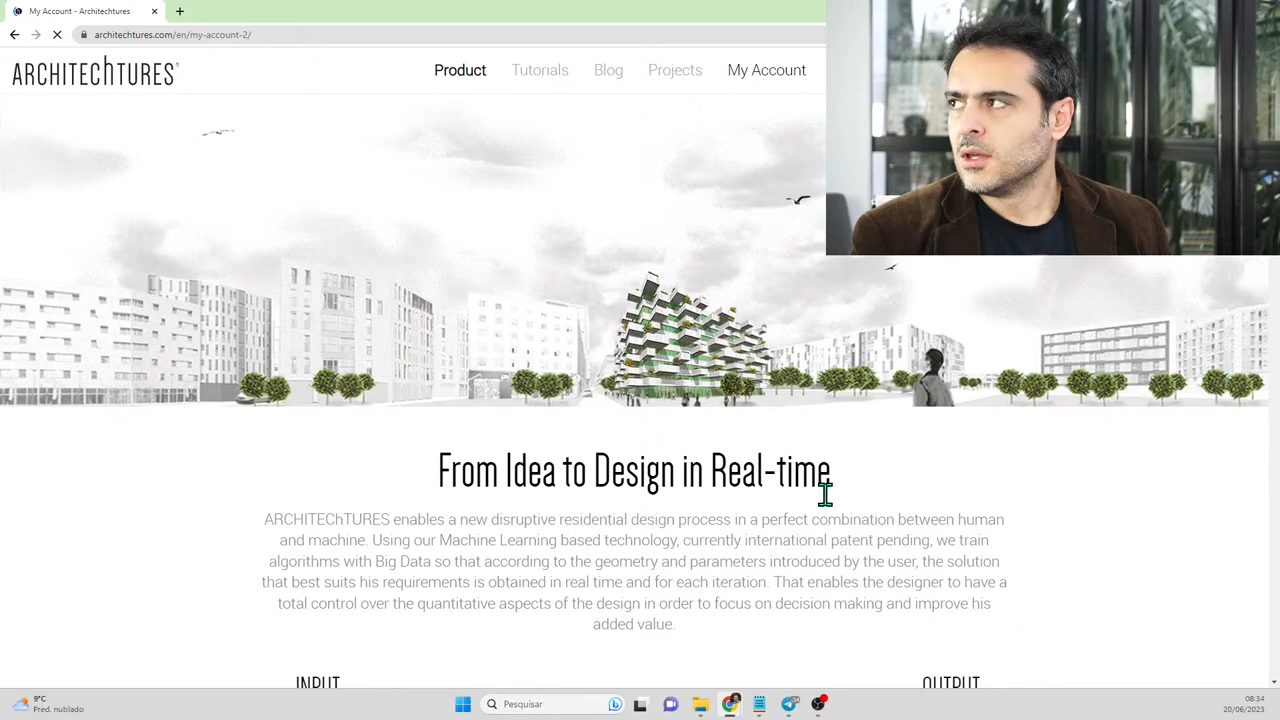 My Account - Architechtures
architechtures.com/en/my-account-2/
ARCHITEChTURES®
Product Tutorials Blog Projects My Account
From Idea to Design in Real-time
ARCHITEChTURES enables a new disruptive residential design process in a perfect combination between human
and machine. Using our Machine Learning based technology, currently international patent pending, we train
algorithms with Big Data so that according to the geometry and parameters introduced by the user, the solution
that best suits his requirements is obtained in real time and for each iteration. That enables the designer to have a
total control over the quantitative aspects of the design in order to focus on decision making and improve his
added value.
INPUT OUTPUT
9°C
Pred. nublado
Pesquisar
08:34
20/06/2023